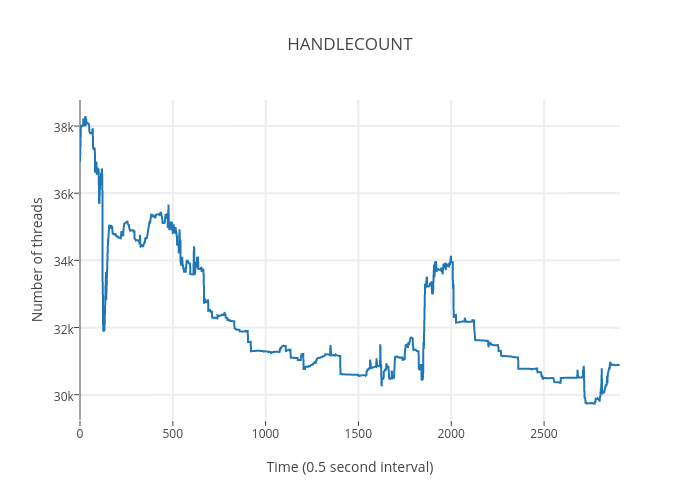 HANDLECOUNT
Number of threads
38k
36k
34k
32k
30k
0 500 1000 1500 2000 2500
Time (0.5 second interval)